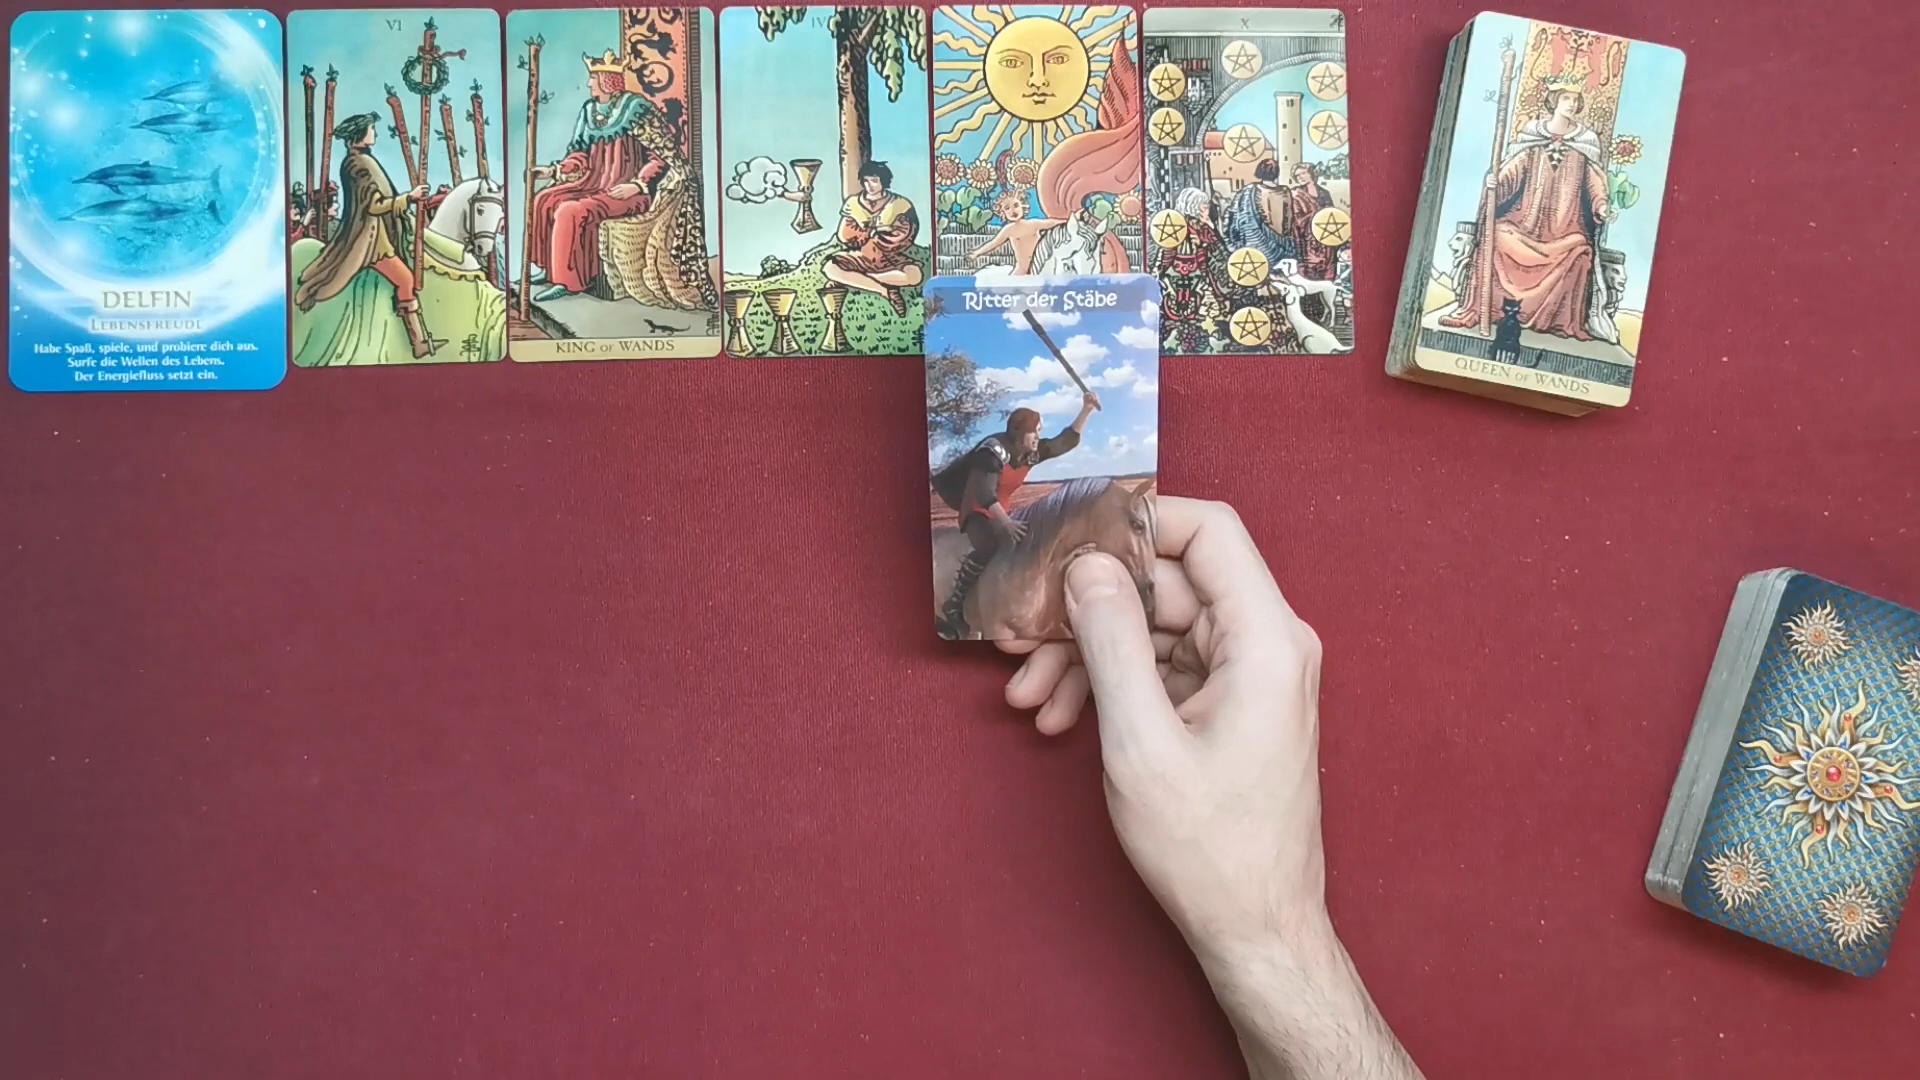 DELFIN
LEBENSFREUDE
Habe Spaß, spiele, und probiere dich aus.
Surfe die Wellen des Lebens.
Der Energiefluss setzt ein.
VI
KING OF WANDS
IV
X
Ritter der Stäbe
QUEEN OF WANDS